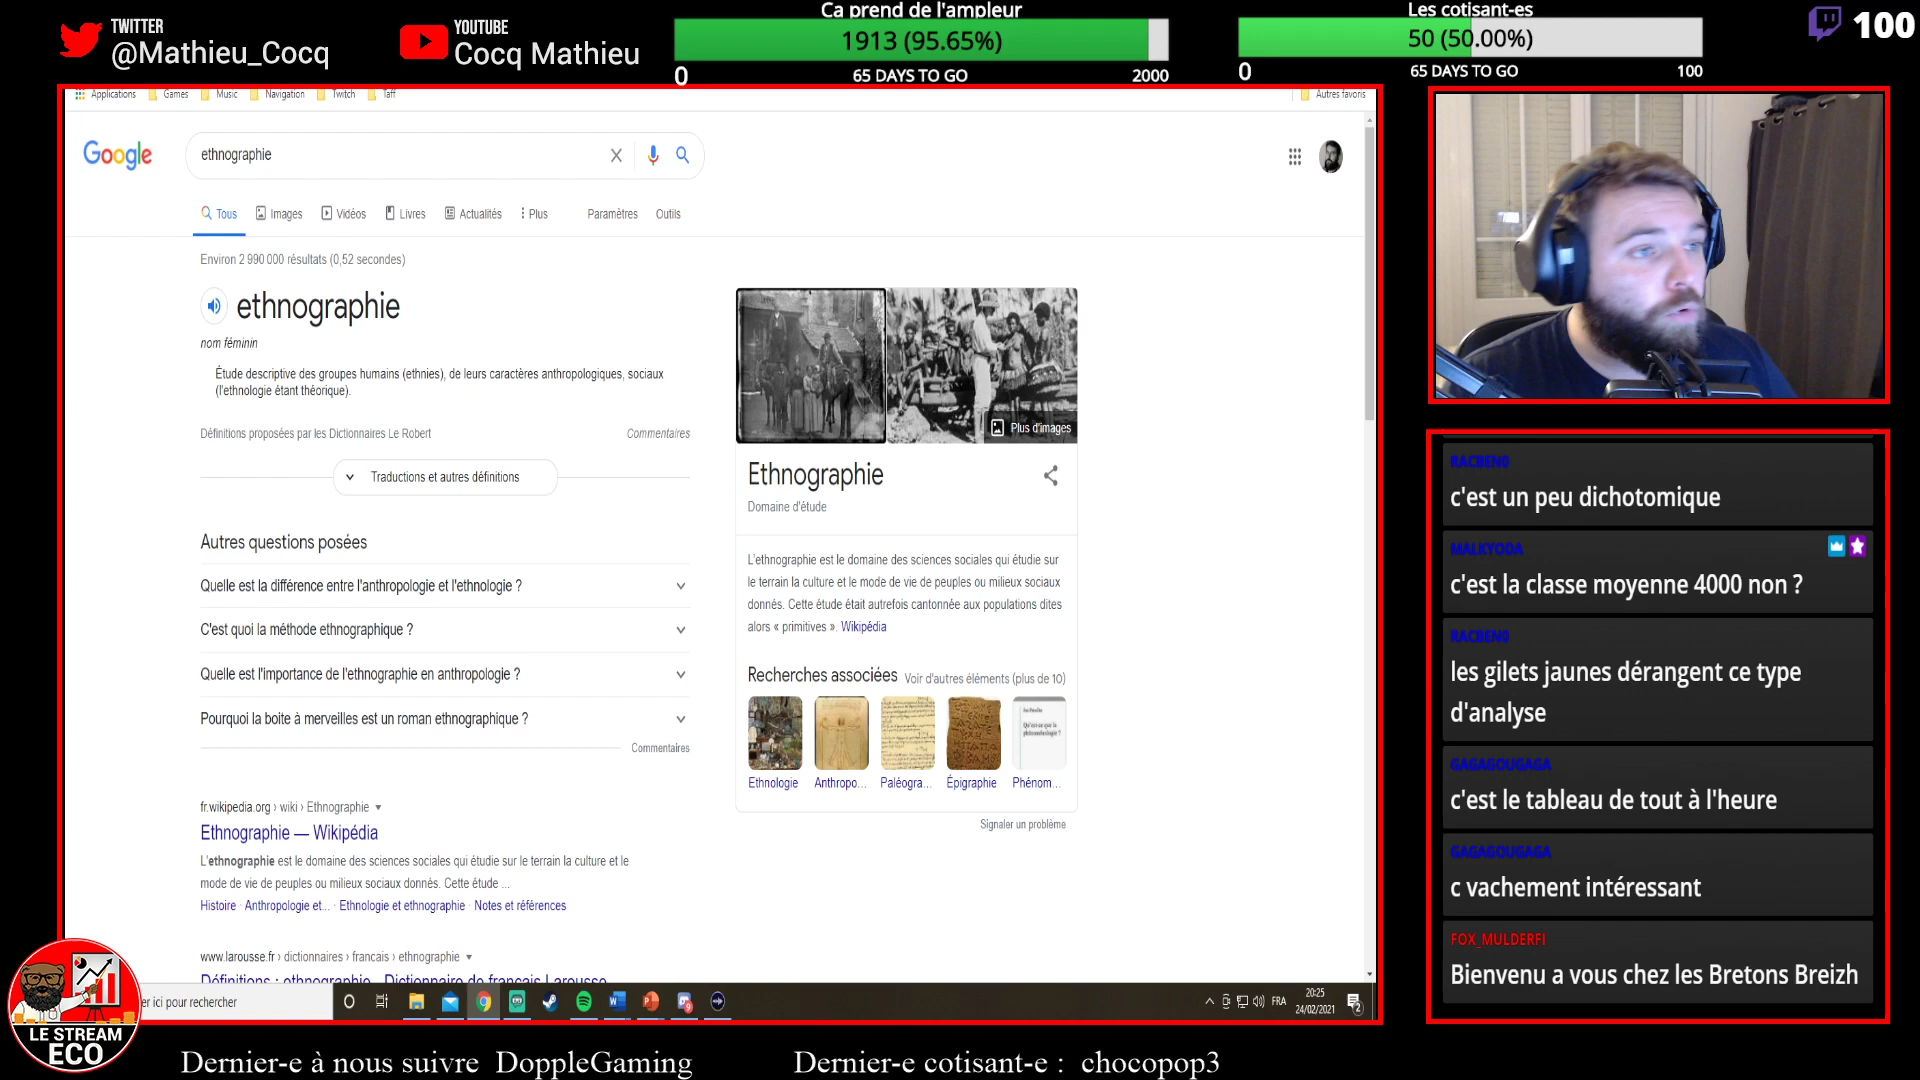 TWITTER
@Mathieu_Cocq
YOUTUBE
Cocq Mathieu
Ca prend de l'ampleur
1913 (95.65%)
0 65 DAYS TO GO 2000
Les cotisant-es
50 (50.00%)
0 65 DAYS TO GO 100
100
Applications Games Music Navigation Twitch Taff Autres favoris
Google
ethnographie
Tous Images Vidéos Livres Actualités Plus Paramètres Outils
Environ 2 990 000 résultats (0,52 secondes)
ethnographie
nom féminin
Étude descriptive des groupes humains (ethnies), de leurs caractères anthropologiques, sociaux
(l'ethnologie étant théorique).
Définitions proposées par les Dictionnaires Le Robert Commentaires
Traductions et autres définitions
Autres questions posées
Quelle est la différence entre l'anthropologie et l'ethnologie ?
C'est quoi la méthode ethnographique ?
Quelle est l'importance de l'ethnographie en anthropologie ?
Pourquoi la boite à merveilles est un roman ethnographique ?
Commentaires
fr.wikipedia.org › wiki › Ethnographie
Ethnographie — Wikipédia
L'ethnographie est le domaine des sciences sociales qui étudie sur le terrain la culture et le
mode de vie de peuples ou milieux sociaux donnés. Cette étude ...
Histoire · Anthropologie et... · Ethnologie et ethnographie · Notes et références
www.larousse.fr › dictionnaires › francais › ethnographie
Définitions : ethnographie - Dictionnaire de français Larousse
Plus d'images
Ethnographie
Domaine d'étude
L'ethnographie est le domaine des sciences sociales qui étudie sur
le terrain la culture et le mode de vie de peuples ou milieux sociaux
donnés. Cette étude était autrefois cantonnée aux populations dites
alors « primitives ». Wikipédia
Recherches associées Voir d'autres éléments (plus de 10)
Ethnologie Anthropo... Paléogra... Épigraphie Phénom...
Signaler un problème
er ici pour rechercher
FRA
20:25
24/02/2021
2
RACBEN0
c'est un peu dichotomique
MALKYODA
c'est la classe moyenne 4000 non ?
RACBEN0
les gilets jaunes dérangent ce type
d'analyse
GAGAGOUGAGA
c'est le tableau de tout à l'heure
GAGAGOUGAGA
c vachement intéressant
FOX_MULDERFI
Bienvenu a vous chez les Bretons Breizh
LE STREAM
ECO
Dernier-e à nous suivre DoppleGaming
Dernier-e cotisant-e : chocopop3